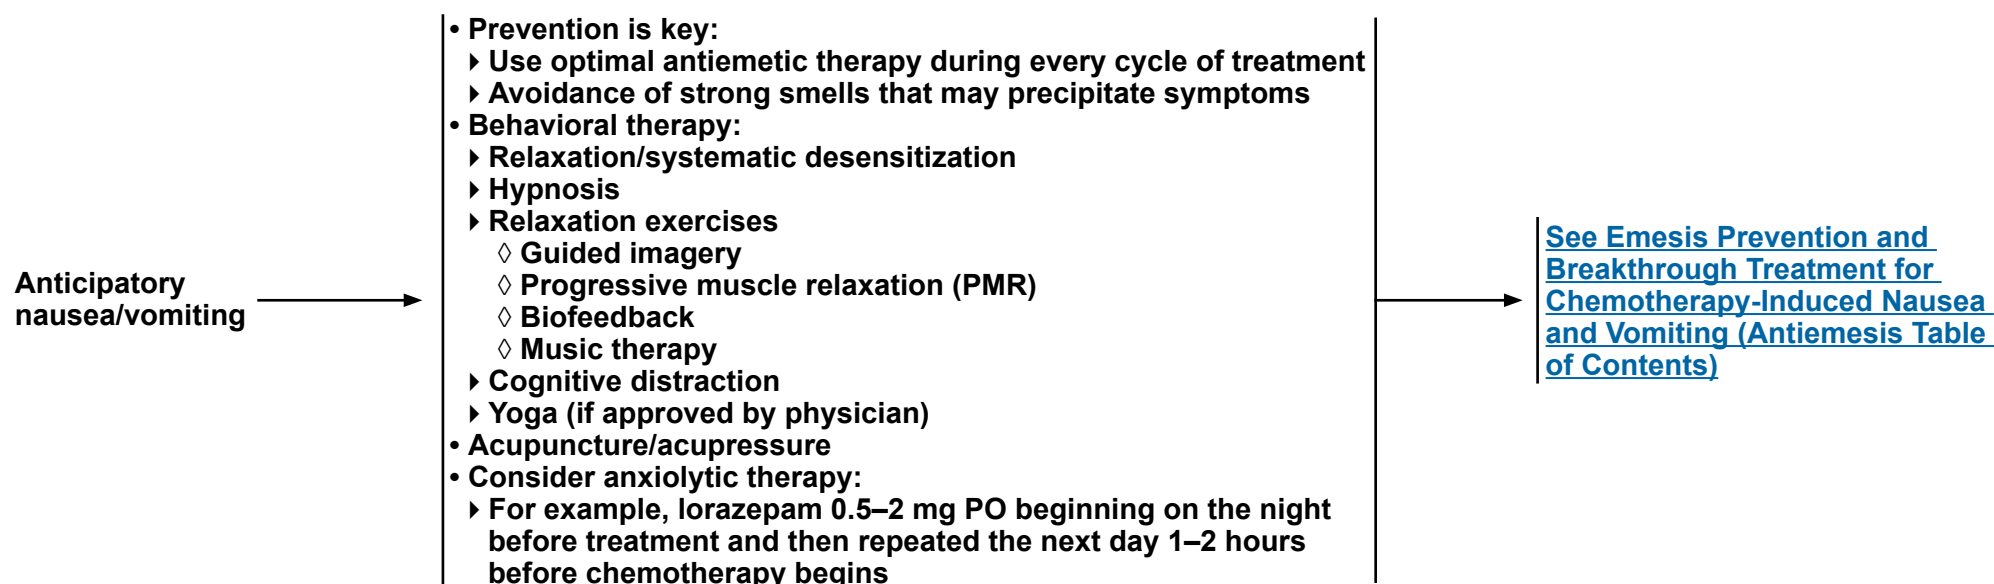 Anticipatory
nausea/vomiting
• Prevention is key:
▸ Use optimal antiemetic therapy during every cycle of treatment
▸ Avoidance of strong smells that may precipitate symptoms
• Behavioral therapy:
▸ Relaxation/systematic desensitization
▸ Hypnosis
▸ Relaxation exercises
◊ Guided imagery
◊ Progressive muscle relaxation (PMR)
◊ Biofeedback
◊ Music therapy
▸ Cognitive distraction
▸ Yoga (if approved by physician)
• Acupuncture/acupressure
• Consider anxiolytic therapy:
▸ For example, lorazepam 0.5–2 mg PO beginning on the night
before treatment and then repeated the next day 1–2 hours
before chemotherapy begins
See Emesis Prevention and
Breakthrough Treatment for
Chemotherapy-Induced Nausea
and Vomiting (Antiemesis Table
of Contents)